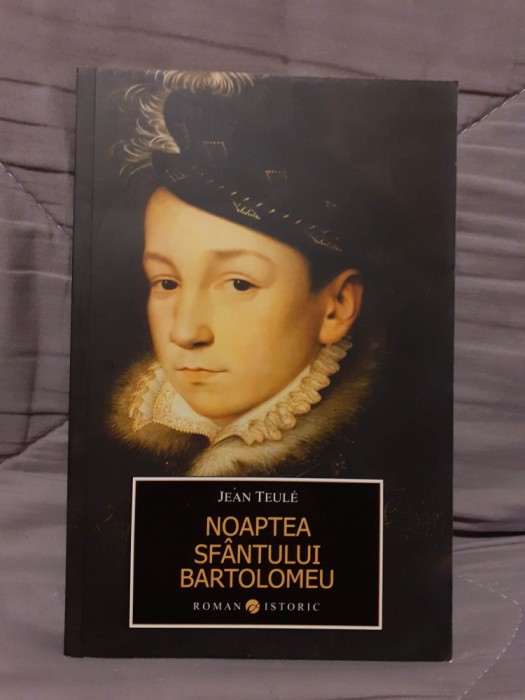 JEAN TEULÉ
NOAPTEA
SFÂNTULUI
BARTOLOMEU
ROMAN ISTORIC